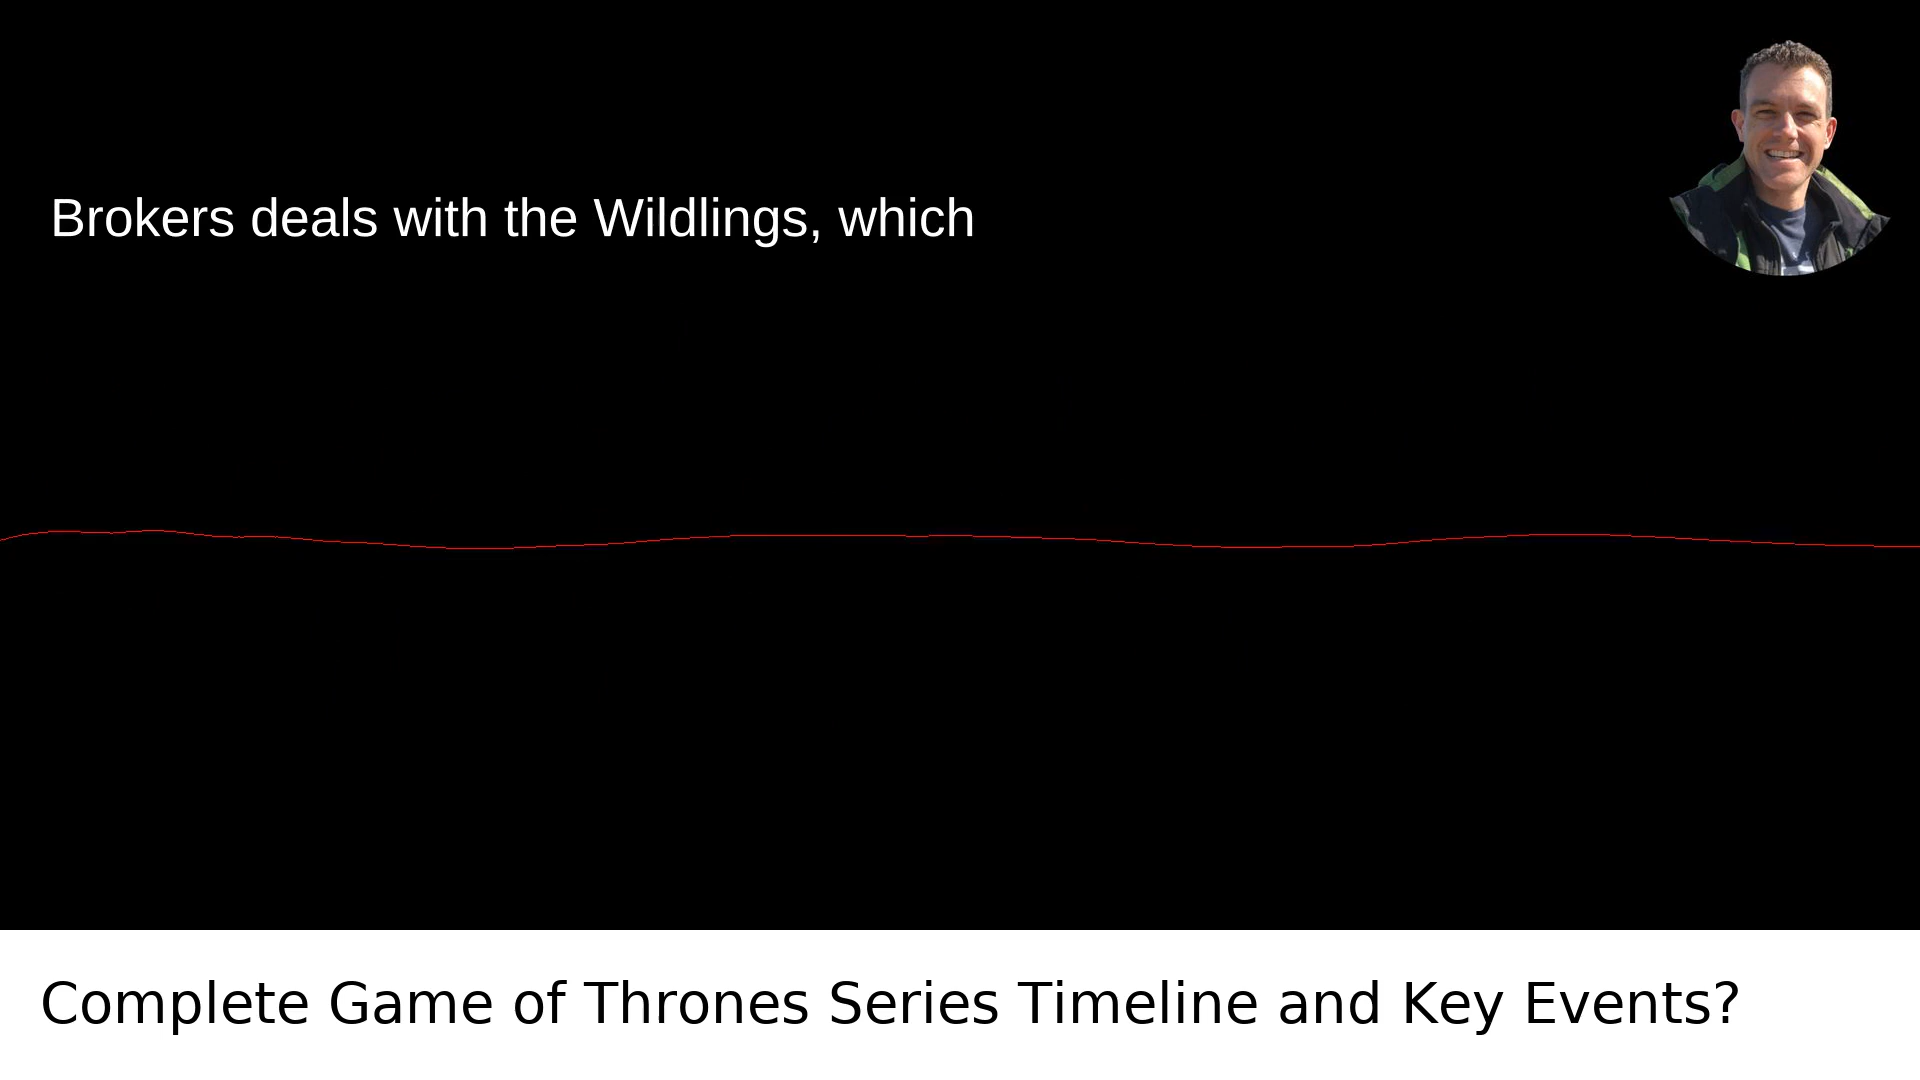 Brokers deals with the Wildlings, which
Complete Game of Thrones Series Timeline and Key Events?